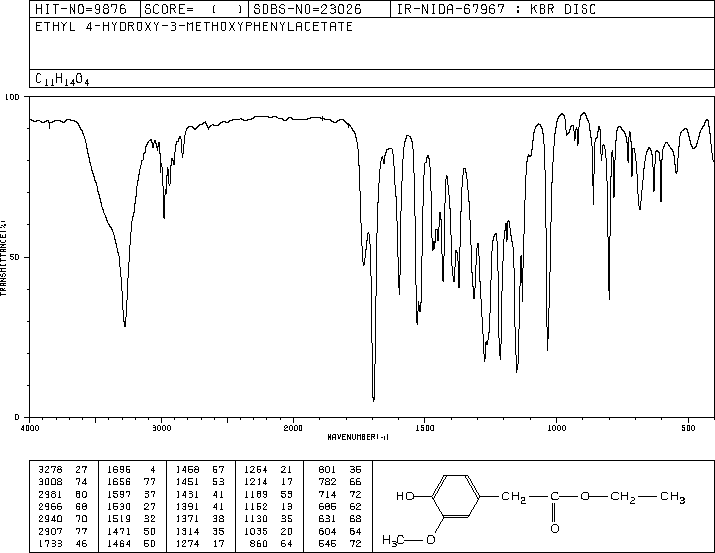 HIT-NO=9876 SCORE= ( ) SDBS-NO=23026 IR-NIDA-67967 : KBR DISC
ETHYL 4-HYDROXY-3-METHOXYPHENYLACETATE
C11H14O4
100
50
0
TRANSMITTANCE(%)
4000 3000 2000 1500 1000 500
WAVENUMBER(-1)
3278 27 1696 4 1468 57 1264 21 801 36
3008 74 1656 77 1451 53 1214 17 782 66
2981 80 1597 37 1431 41 1189 59 714 72
2966 68 1530 27 1391 41 1152 13 686 62
2940 70 1519 32 1371 38 1130 35 631 68
2907 77 1471 50 1314 35 1035 20 604 64
1733 46 1464 50 1274 17 860 64 546 72
HO CH2 C O CH2 CH3
O
H3C O